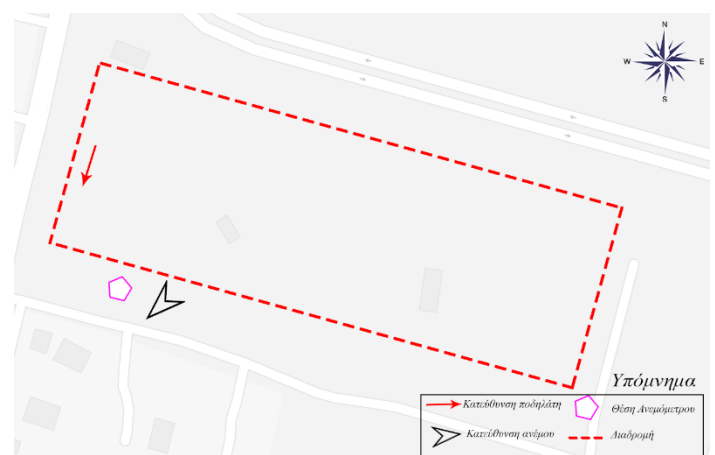 N
W E
S
Υπόμνημα
Κατεύθυνση ποδηλάτη Θέση Ανεμόμετρου
Κατεύθυνση ανέμου Διαδρομή